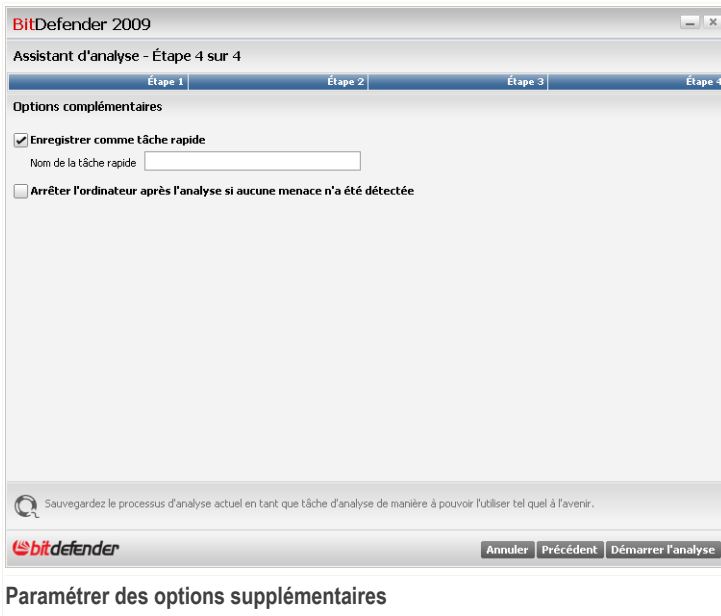 BitDefender 2009
Assistant d'analyse - Étape 4 sur 4
Étape 1 Étape 2 Étape 3 Étape 4
Options complémentaires
Enregistrer comme tâche rapide
Nom de la tâche rapide
Arrêter l'ordinateur après l'analyse si aucune menace n'a été détectée
Sauvegardez le processus d'analyse actuel en tant que tâche d'analyse de manière à pouvoir l'utiliser tel quel à l'avenir.
bitdefender
Annuler Précédent Démarrer l'analyse
Paramétrer des options supplémentaires